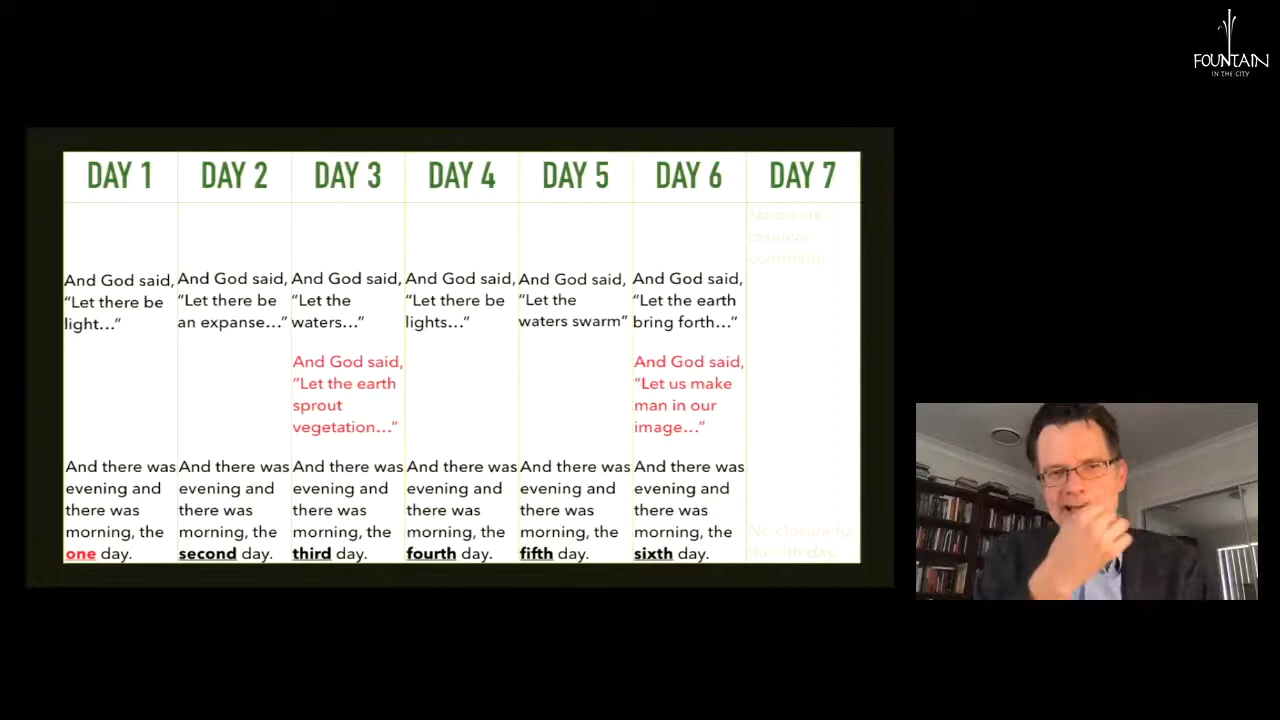 FOUNTAIN
IN THE CITY
DAY 1
DAY 2
DAY 3
DAY 4
DAY 5
DAY 6
DAY 7
And God said,
“Let there be
light…”
And there was
evening and
there was
morning, the
one day.
And God said,
“Let there be
an expanse…”
And there was
evening and
there was
morning, the
second day.
And God said,
“Let the
waters…”
And God said,
“Let the earth
sprout
vegetation…”
And there was
evening and
there was
morning, the
third day.
And God said,
“Let there be
lights…”
And there was
evening and
there was
morning, the
fourth day.
And God said,
“Let the
waters swarm”
And there was
evening and
there was
morning, the
fifth day.
And God said,
“Let the earth
bring forth…”
And God said,
“Let us make
man in our
image…”
And there was
evening and
there was
morning, the
sixth day.
No closure
day.